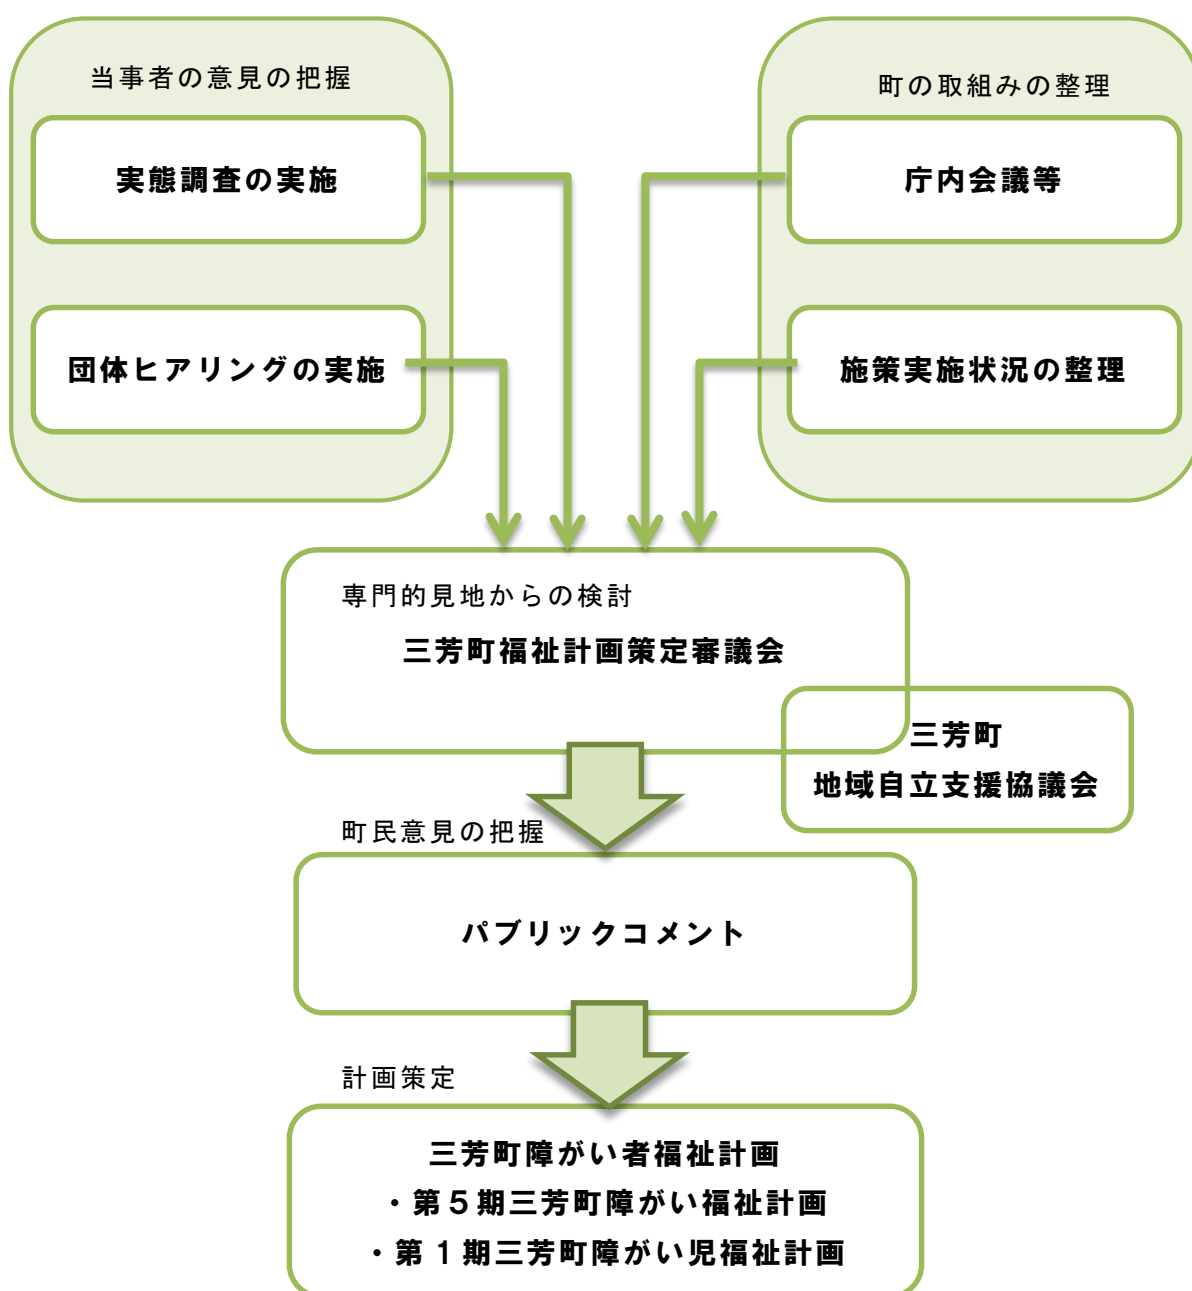 当事者の意見の把握
実態調査の実施
団体ヒアリングの実施
町の取組みの整理
庁内会議等
施策実施状況の整理
専門的見地からの検討
三芳町福祉計画策定審議会
三芳町
地域自立支援協議会
町民意見の把握
パブリックコメント
計画策定
三芳町障がい者福祉計画
・第５期三芳町障がい福祉計画
・第１期三芳町障がい児福祉計画